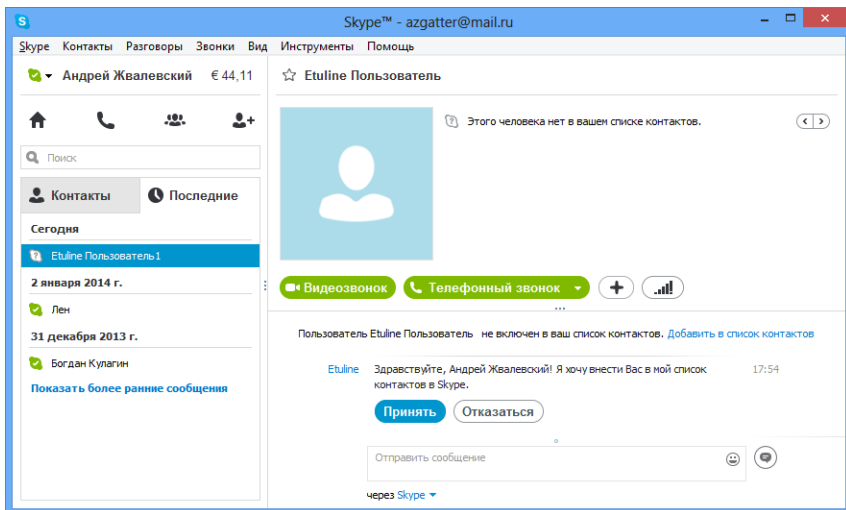 Skype™ - azgatter@mail.ru
Skype Контакты Разговоры Звонки Вид Инструменты Помощь
Андрей Жвалевский € 44,11
Поиск
Контакты Последние
Сегодня
Etuline Пользователь1
2 января 2014 г.
Лен
31 декабря 2013 г.
Богдан Кулагин
Показать более ранние сообщения
Etuline Пользователь
Этого человека нет в вашем списке контактов.
Видеозвонок Телефонный звонок
Пользователь Etuline Пользователь не включен в ваш список контактов. Добавить в список контактов
Etuline Здравствуйте, Андрей Жвалевский! Я хочу внести Вас в мой список 17:54
контактов в Skype.
Принять Отказаться
Отправить сообщение
через Skype